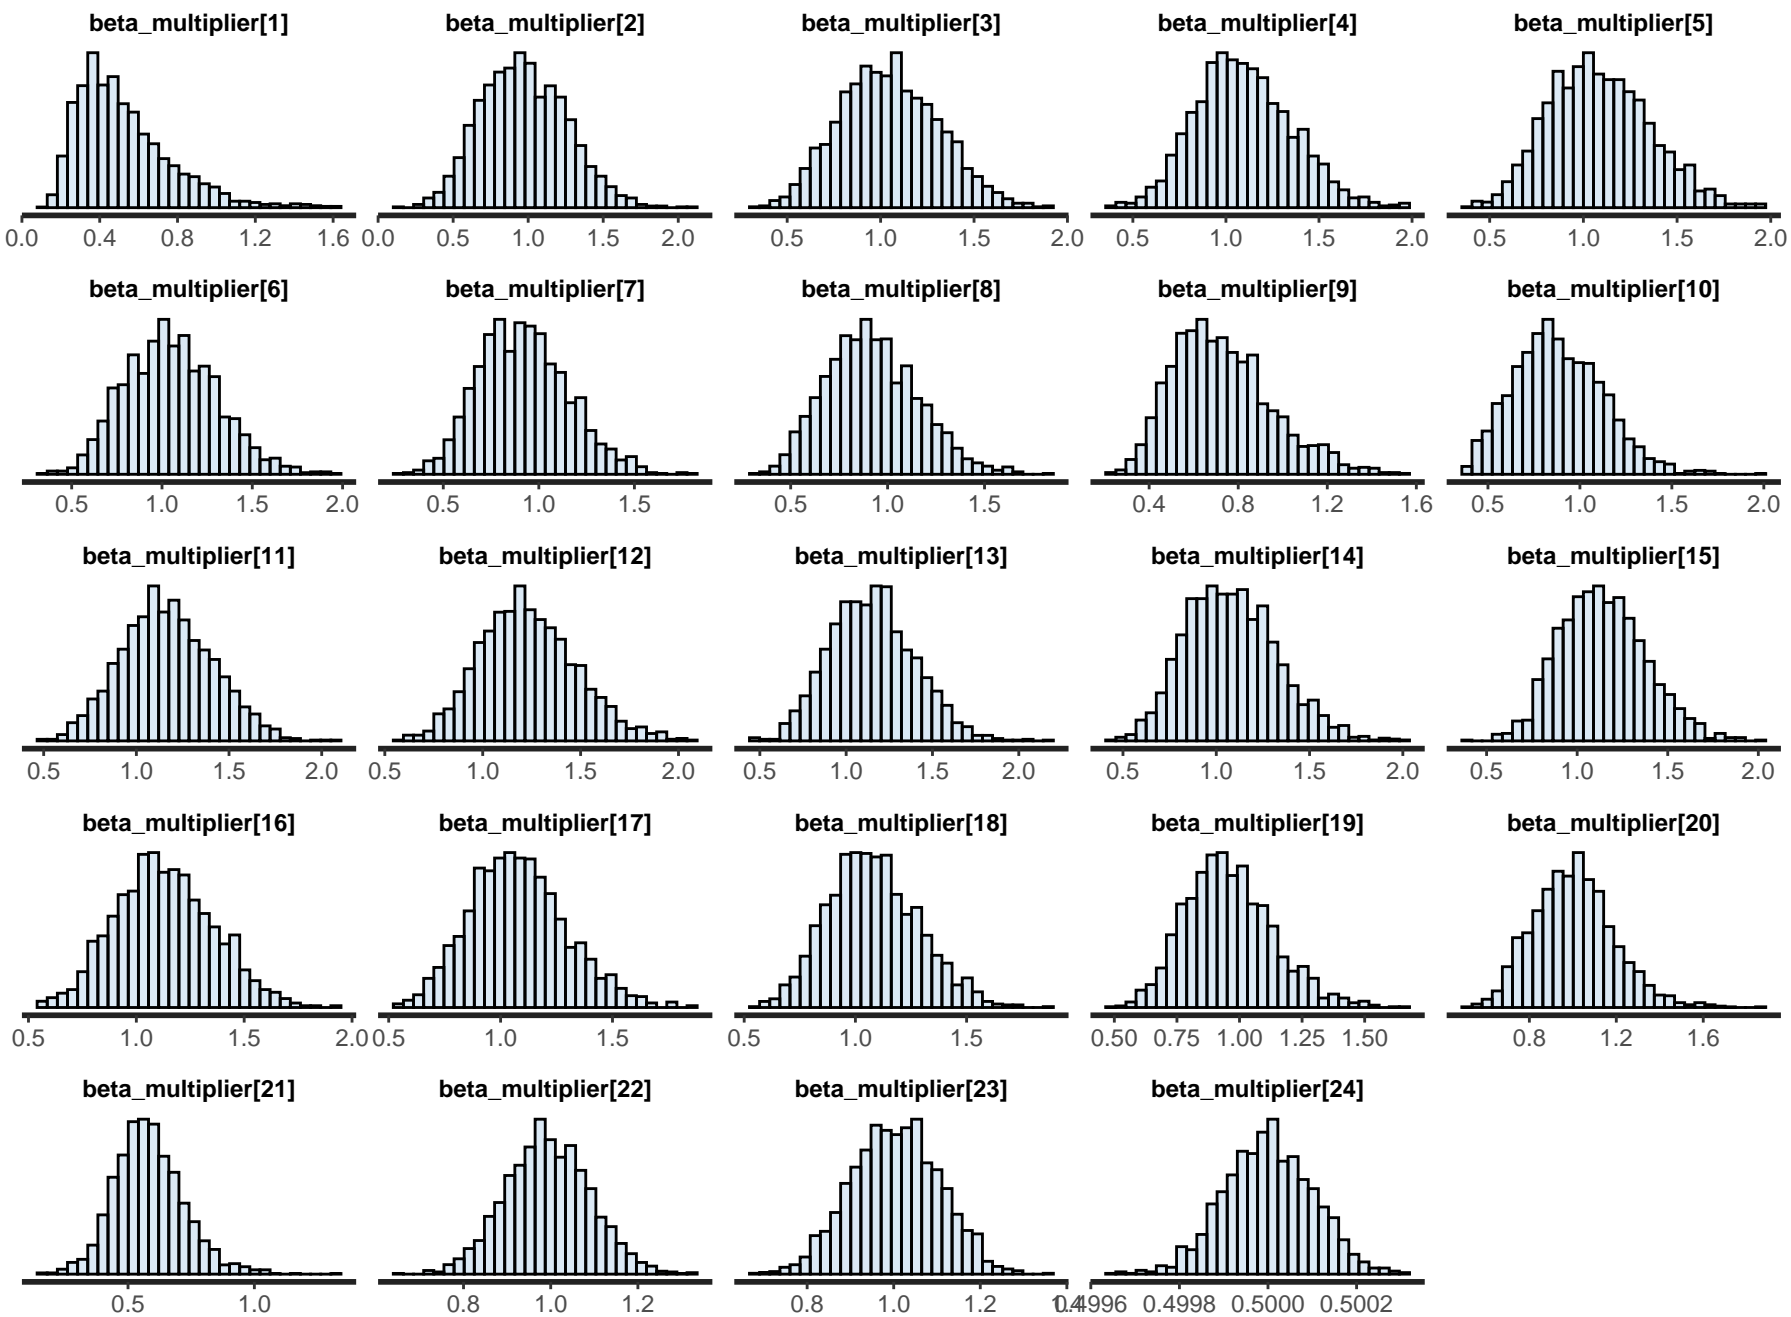 beta_multiplier[1] beta_multiplier[2] beta_multiplier[3] beta_multiplier[4] beta_multiplier[5]
0.0 0.4 0.8 1.2 1.6 0.0 0.5 1.0 1.5 2.0 0.5 1.0 1.5 2.0 0.5 1.0 1.5 2.0 0.5 1.0 1.5 2.0
beta_multiplier[6] beta_multiplier[7] beta_multiplier[8] beta_multiplier[9] beta_multiplier[10]
0.5 1.0 1.5 2.0 0.5 1.0 1.5 0.5 1.0 1.5 0.4 0.8 1.2 1.6 0.5 1.0 1.5 2.0
beta_multiplier[11] beta_multiplier[12] beta_multiplier[13] beta_multiplier[14] beta_multiplier[15]
0.5 1.0 1.5 2.0 0.5 1.0 1.5 2.0 0.5 1.0 1.5 2.0 0.5 1.0 1.5 2.0 0.5 1.0 1.5 2.0
beta_multiplier[16] beta_multiplier[17] beta_multiplier[18] beta_multiplier[19] beta_multiplier[20]
0.5 1.0 1.5 2.0 0.5 1.0 1.5 0.5 1.0 1.5 0.50 0.75 1.00 1.25 1.50 0.8 1.2 1.6
beta_multiplier[21] beta_multiplier[22] beta_multiplier[23] beta_multiplier[24]
0.5 1.0 0.8 1.0 1.2 0.8 1.0 1.2 1.4 0.4996 0.4998 0.5000 0.5002